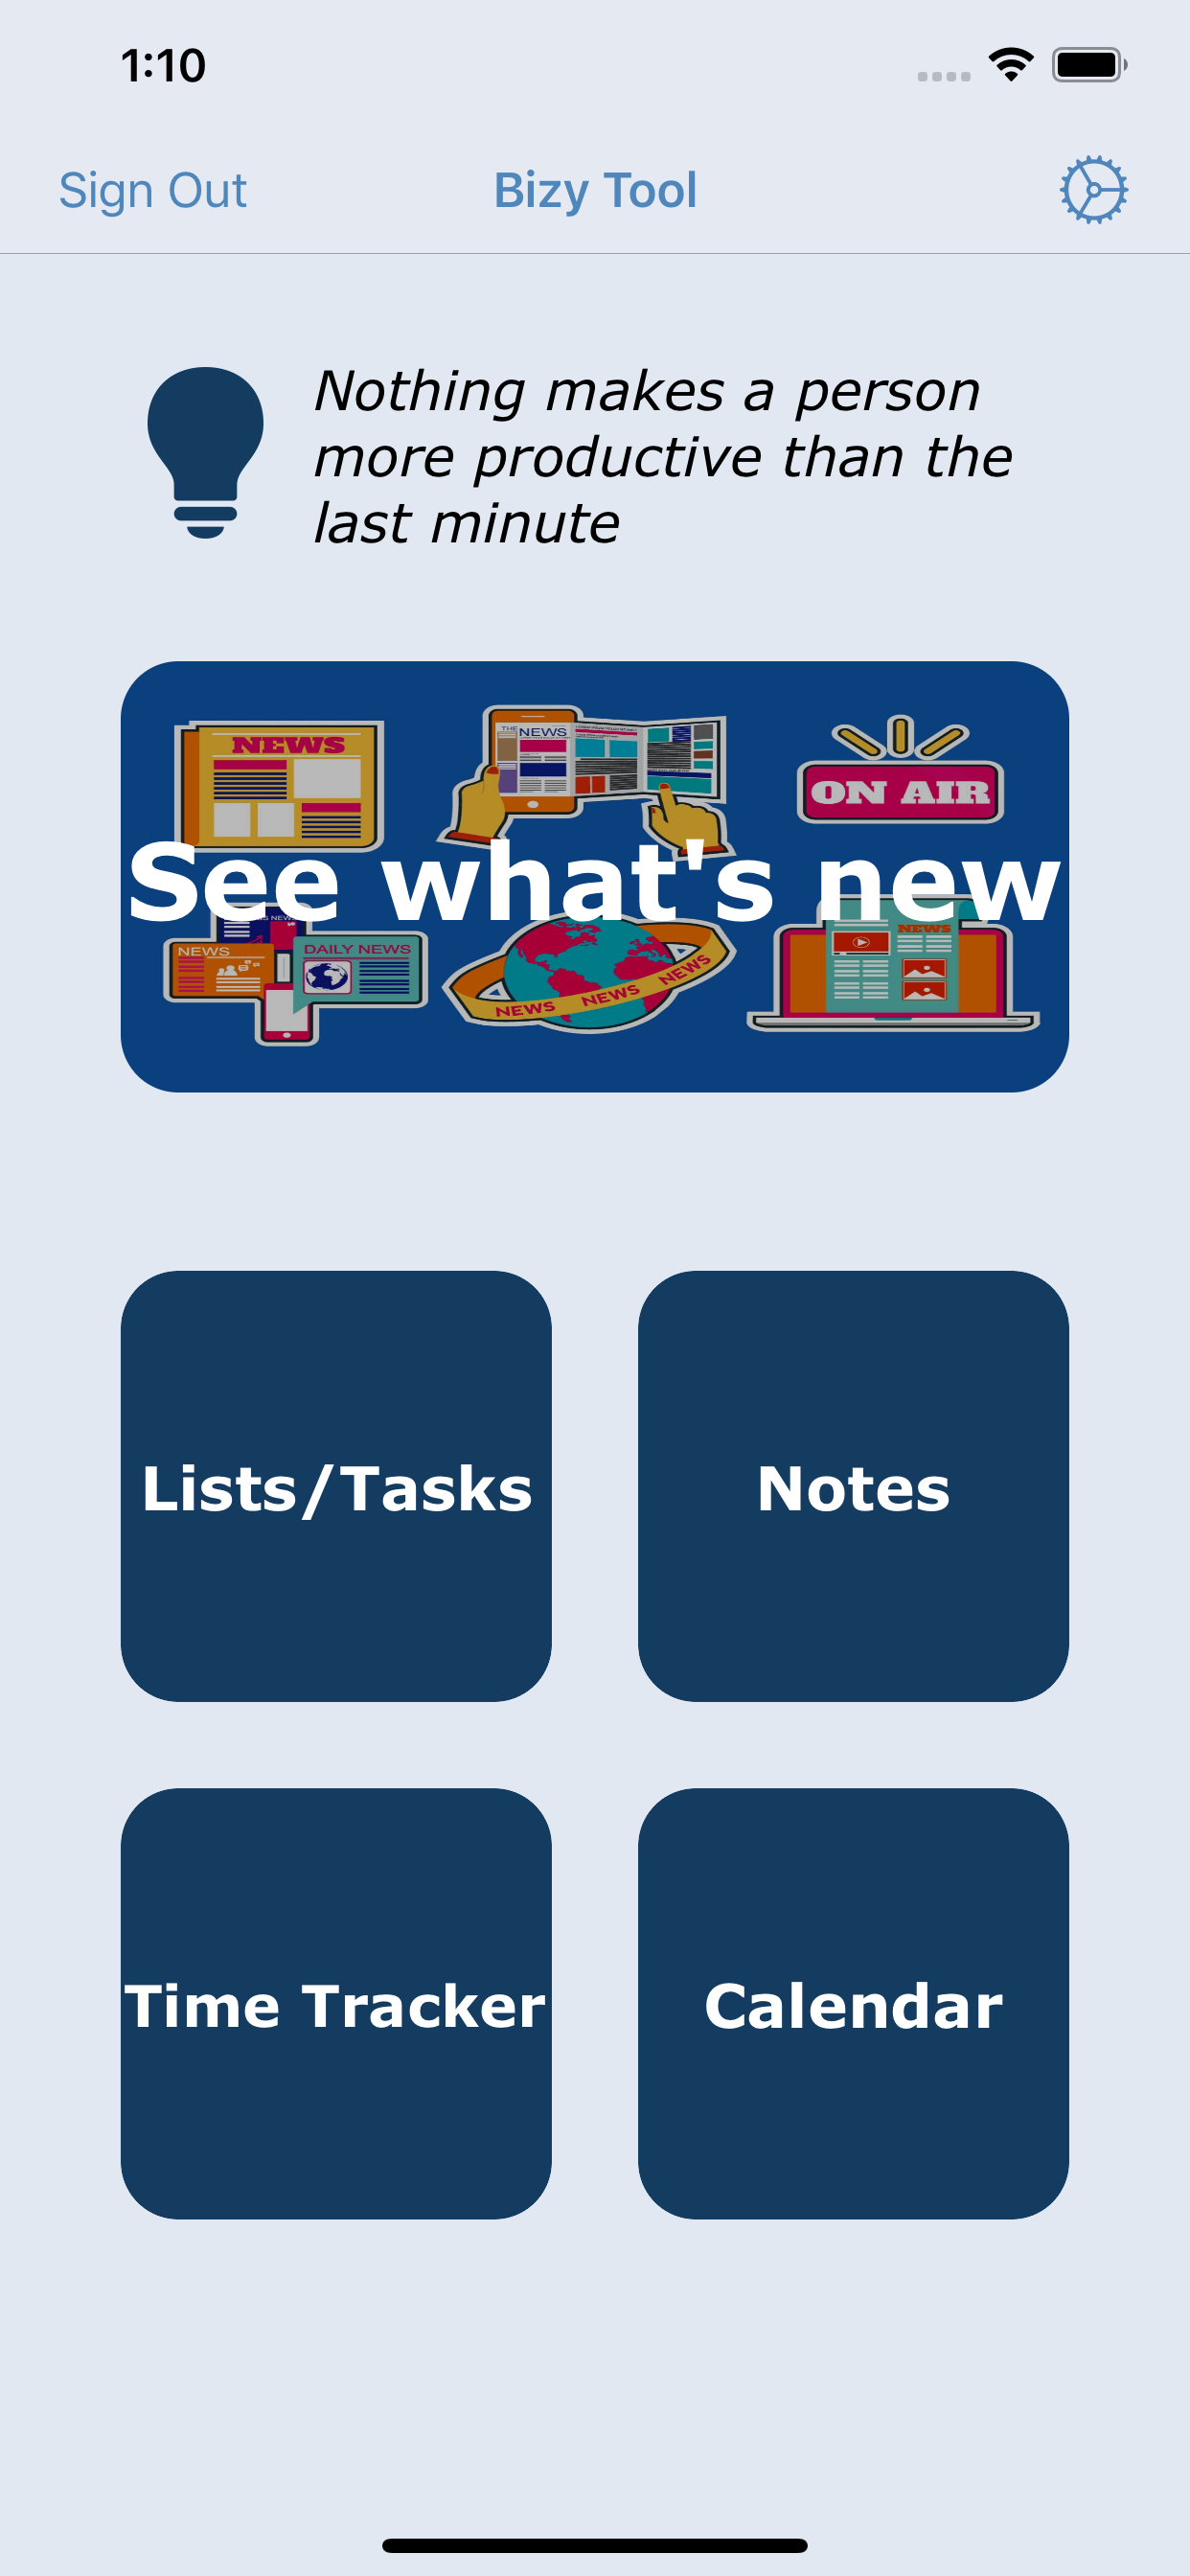 1:10
Sign Out
Bizy Tool
Nothing makes a person
more productive than the
last minute
NEWS
THE NEWS
ON AIR
See what's new
NEWS
DAILY NEWS
NEWS NEWS NEWS
NEWS
Lists/Tasks
Notes
Time Tracker
Calendar